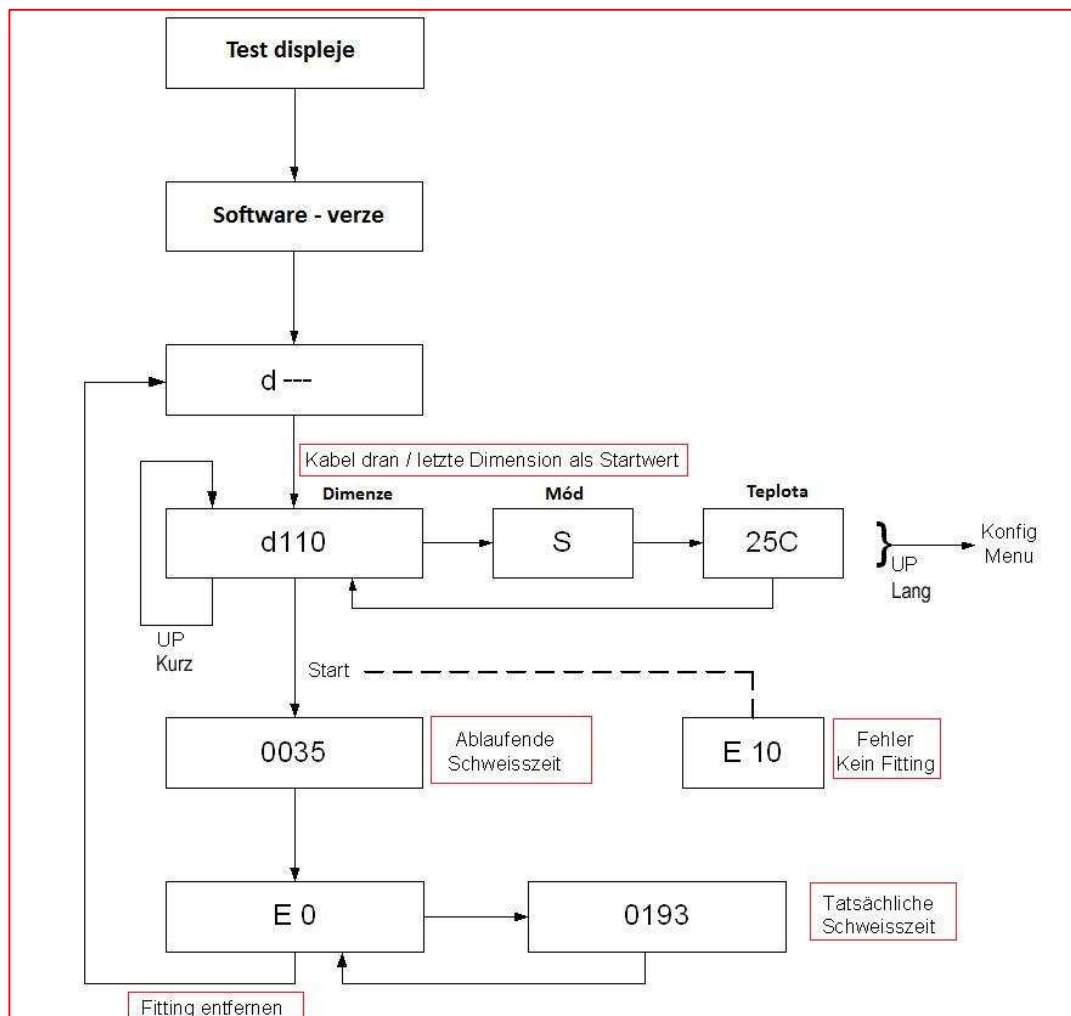 Test displeje
Software - verze
d ---
Kabel dran / letzte Dimension als Startwert
Dimenze
Mód
Teplota
d110
S
25C
}
UP
Lang
Konfig
Menu
UP
Kurz
Start
0035
Ablaufende
Schweisszeit
E 10
Fehler
Kein Fitting
E 0
0193
Tatsächliche
Schweisszeit
Fitting entfernen